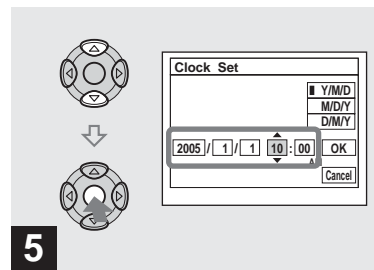 Clock Set
Y/M/D
M/D/Y
D/M/Y
2005 / 1 / 1 10 : 00 OK
Cancel
5